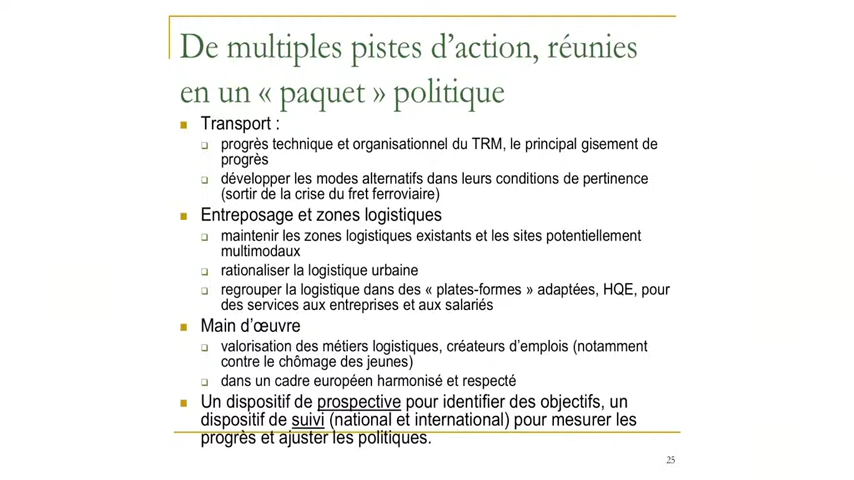 De multiples pistes d’action, réunies
en un « paquet » politique
Transport :
progrès technique et organisationnel du TRM, le principal gisement de
progrès
développer les modes alternatifs dans leurs conditions de pertinence
(sortir de la crise du fret ferroviaire)
Entreposage et zones logistiques
maintenir les zones logistiques existants et les sites potentiellement
multimodaux
rationaliser la logistique urbaine
regrouper la logistique dans des « plates-formes » adaptées, HQE, pour
des services aux entreprises et aux salariés
Main d’œuvre
valorisation des métiers logistiques, créateurs d’emplois (notamment
contre le chômage des jeunes)
dans un cadre européen harmonisé et respecté
Un dispositif de prospective pour identifier des objectifs, un
dispositif de suivi (national et international) pour mesurer les
progrès et ajuster les politiques.
25